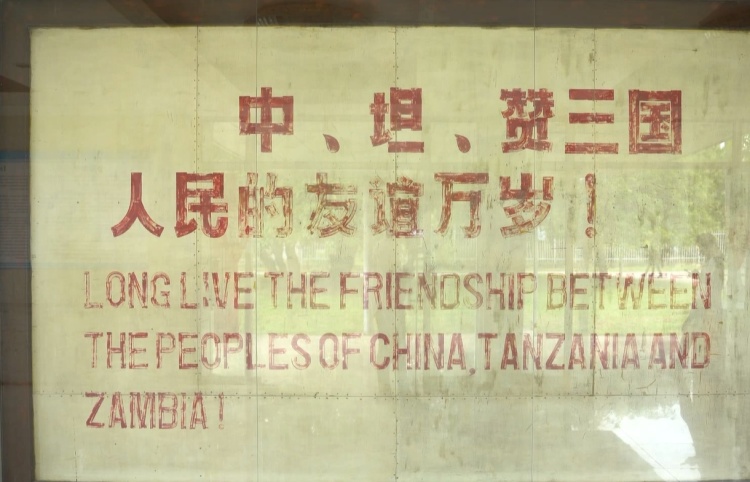 中、坦、赞三国
人民的友谊万岁！
LONG LIVE THE FRIENDSHIP BETWEEN
THE PEOPLES OF CHINA, TANZANIA AND
ZAMBIA!